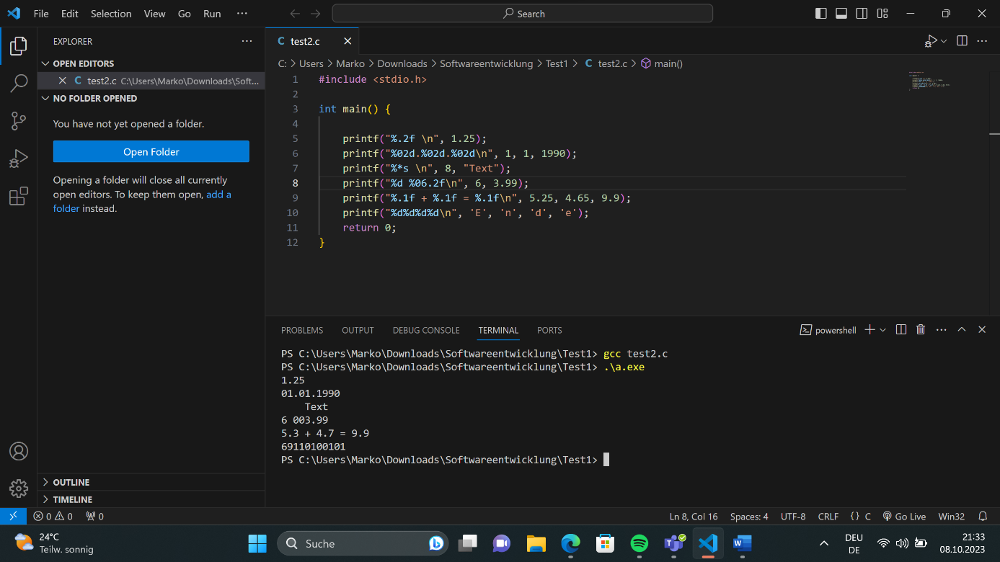 File Edit Selection View Go Run ···
Search
EXPLORER ···
OPEN EDITORS
C test2.c C:\Users\Marko\Downloads\Soft...
NO FOLDER OPENED
You have not yet opened a folder.
Open Folder
Opening a folder will close all currently
open editors. To keep them open, add a
folder instead.
OUTLINE
TIMELINE
C test2.c
C: > Users > Marko > Downloads > Softwareentwicklung > Test1 > C test2.c > main()
1 #include <stdio.h>
2
3 int main() {
4
5 printf("%.2f \n", 1.25);
6 printf("%02d.%02d.%02d\n", 1, 1, 1990);
7 printf("%*s \n", 8, "Text");
8 printf("%d %06.2f\n", 6, 3.99);
9 printf("%.1f + %.1f = %.1f\n", 5.25, 4.65, 9.9);
10 printf("%d%d%d%d\n", 'E', 'n', 'd', 'e');
11 return 0;
12 }
PROBLEMS OUTPUT DEBUG CONSOLE TERMINAL PORTS
powershell
PS C:\Users\Marko\Downloads\Softwareentwicklung\Test1> gcc test2.c
PS C:\Users\Marko\Downloads\Softwareentwicklung\Test1> .\a.exe
1.25
01.01.1990
    Text
6 003.99
5.3 + 4.7 = 9.9
69110100101
PS C:\Users\Marko\Downloads\Softwareentwicklung\Test1>
0 0 0
Ln 8, Col 16 Spaces: 4 UTF-8 CRLF {} C Go Live Win32
24°C
Teilw. sonnig
Suche
DEU
DE
21:33
08.10.2023